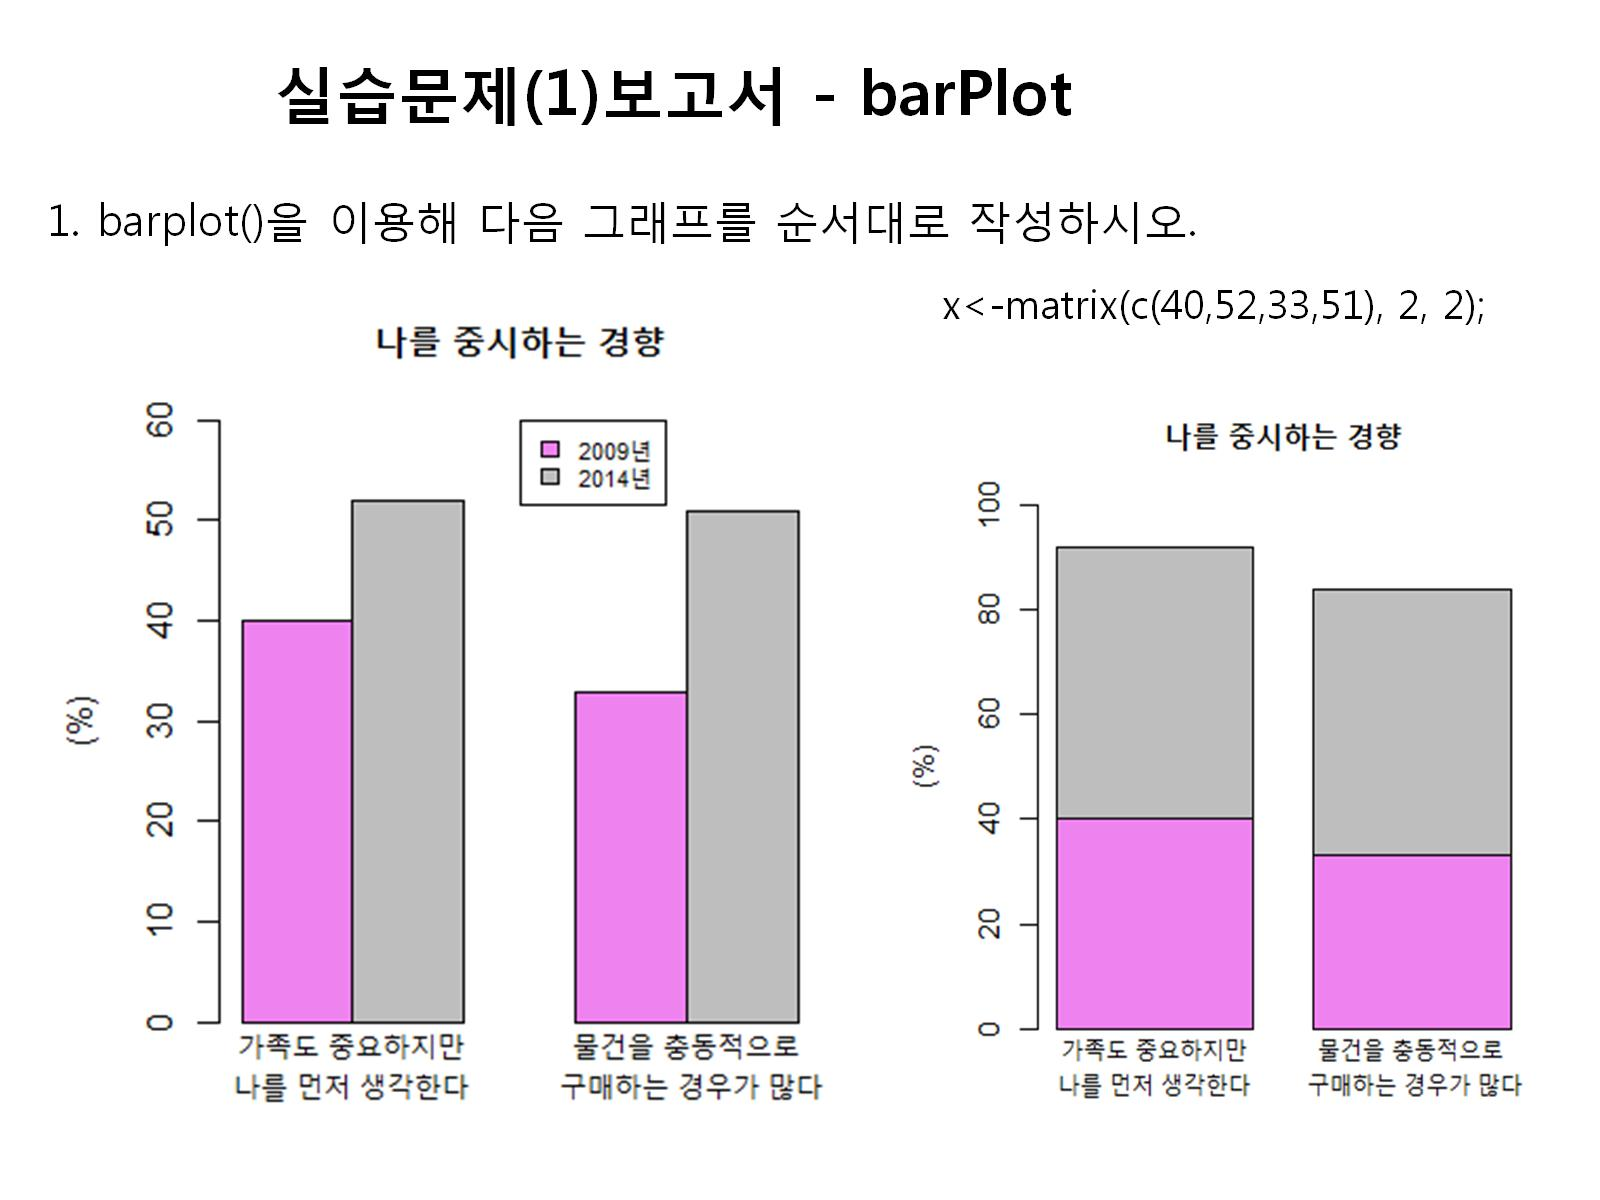 실습문제(1)보고서 - barPlot
1. barplot()을 이용해 다음 그래프를 순서대로 작성하시오.
x<-matrix(c(40,52,33,51), 2, 2);
나를 중시하는 경향
2009년
2014년
(%)
60
50
40
30
20
10
0
가족도 중요하지만
나를 먼저 생각한다
물건을 충동적으로
구매하는 경우가 많다
나를 중시하는 경향
(%)
100
80
60
40
20
0
가족도 중요하지만
나를 먼저 생각한다
물건을 충동적으로
구매하는 경우가 많다